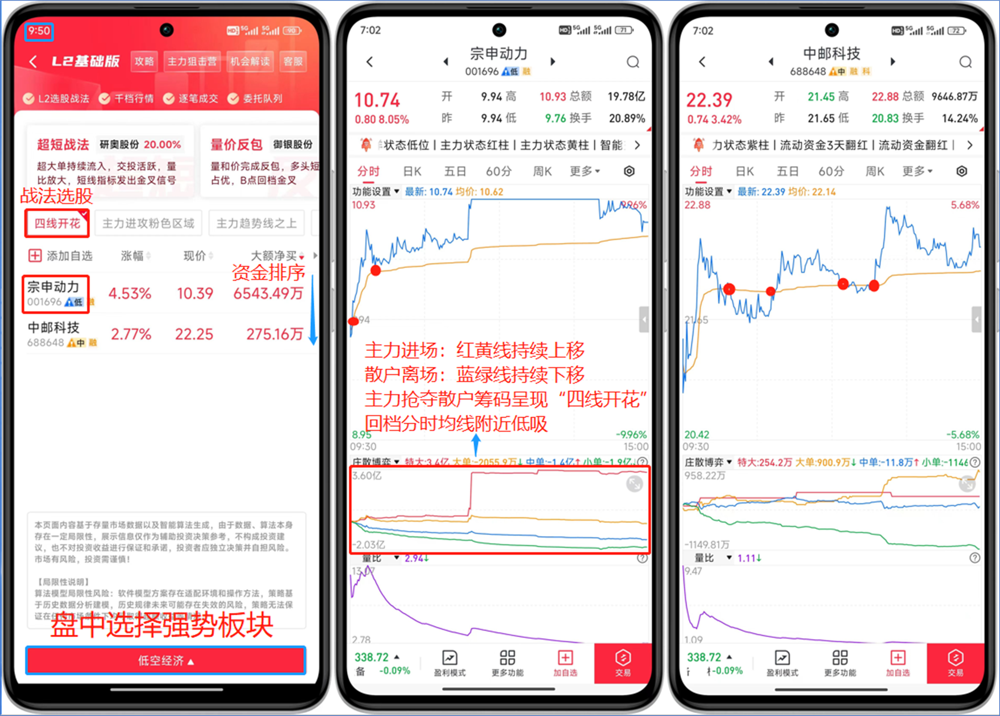 9:50
HD 5G 5G 90
L2基础版 攻略 主力狙击营 机会解读 客服
L2选股战法 千档行情 逐笔成交 委托队列
超短战法 研奥股份 20.00%
超大单持续流入，交投活跃，量
比放大，短线指标发出金叉信号
量价反包 御银股份
量和价完成反包，多头短
占优，B点回档金叉
战法选股
四线开花 主力进攻粉色区域 主力趋势线之上
添加自选 涨幅 现价 大额净买
资金排序
宗申动力 4.53% 10.39 6543.49万
001696 低 融
中邮科技 2.77% 22.25 275.16万
688648 中 融
本页面内容基于存量市场数据以及智能算法生成，由于数据、算法本身
存在一定局限性，展示信息仅作为辅助投资决策参考，不构成投资建
议，也不对投资收益进行保证和承诺，投资者应独立决策并自担风险。
市场有风险，投资需谨慎！
【局限性说明】
算法模型局限性风险：软件模型方案存在适配环境和操作方法，策略基
于历史数据分析建模，历史规律未来可能存在失效的风险，策略无法保
证在任
盘中选择强势板块
低空经济
7:02
HD 5G 5G 71
宗申动力
001696 低 融
10.74 开 9.94 高 10.93 总额 19.78亿
0.80 8.05% 昨 9.94 低 9.76 换手 20.89%
状态低位 | 主力状态红柱 | 主力状态黄柱 | 智能
分时 日K 五日 60分 周K 更多
功能设置 最新: 10.74 均价: 10.62
10.93 9.96%
94
主力进场：红黄线持续上移
散户离场：蓝绿线持续下移
主力抢夺散户筹码呈现“四线开花”
回档分时均线附近低吸
8.95 -9.96%
09:30 15:00
庄散博弈 特大:3.4亿 大单:-2055.9万↓ 中单:-1.4亿↑ 小单:-1.9亿↓
3.60亿
-2.03亿
量比 2.94↓
13.07
2.78
338.72
备 -0.09%
盈利模式 更多功能 加自选 交易
7:02
HD 5G 5G 72
中邮科技
688648 中 融 科
22.39 开 21.45 高 22.88 总额 9646.87万
0.74 3.42% 昨 21.65 低 20.83 换手 14.24%
力状态紫柱 | 流动资金3天翻红 | 流动资金翻红 |
分时 日K 五日 60分 周K 更多
功能设置 最新: 22.39 均价: 22.14
22.88 5.68%
21.65
20.42 -5.68%
09:30 15:00
庄散博弈 特大:254.2万 大单:900.9万↓ 中单:-11.8万↑ 小单:-1146
958.22万
-1149.81万
量比 1.11↓
9.47
1.09
338.72
-0.09%
盈利模式 更多功能 加自选 交易